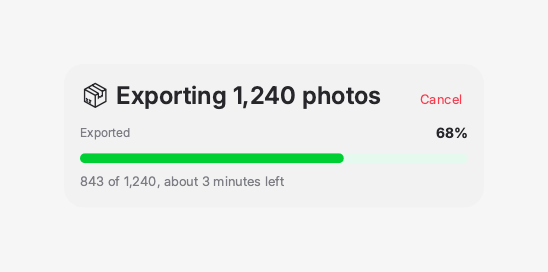 Exporting 1,240 photos
Cancel
Exported
68%
843 of 1,240, about 3 minutes left